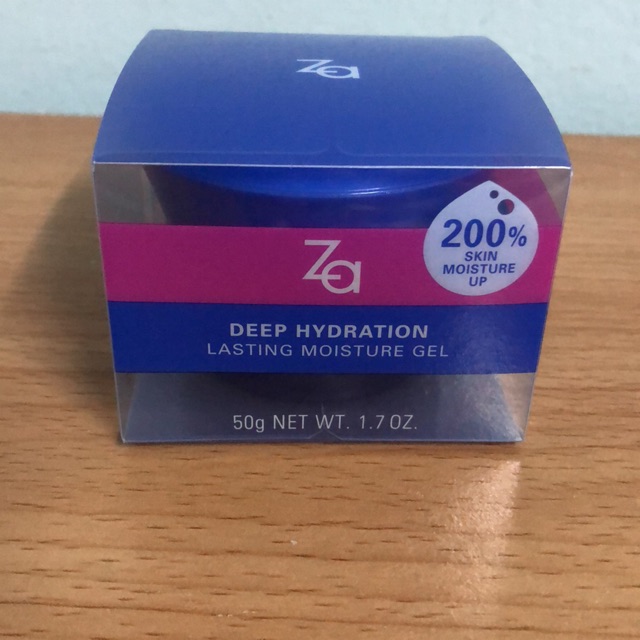 Za
Za
200%
SKIN
MOISTURE
UP
DEEP HYDRATION
LASTING MOISTURE GEL
50g NET WT. 1.7 OZ.